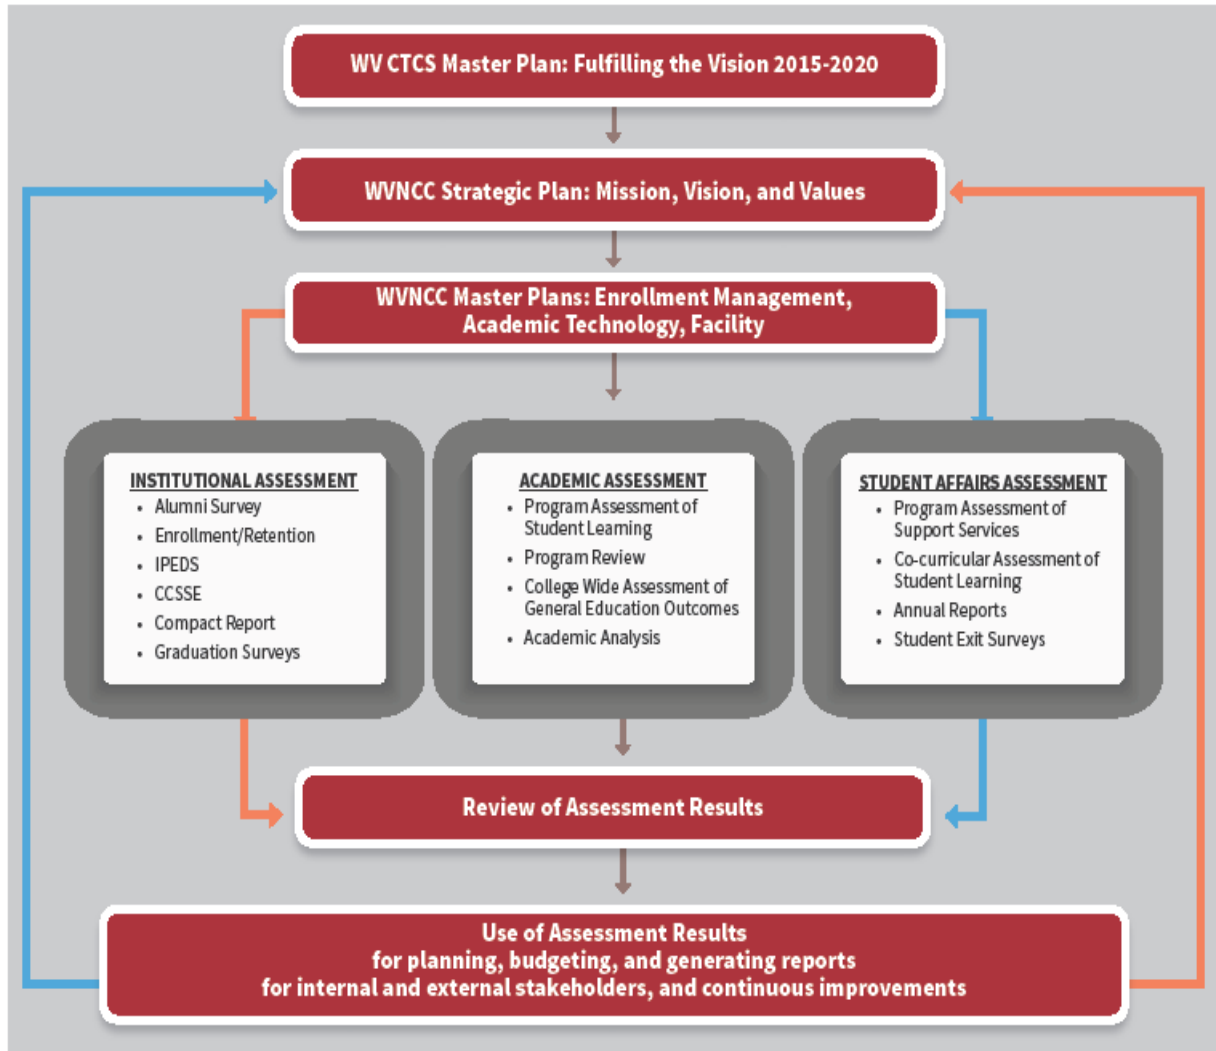 WV CTCS Master Plan: Fulfilling the Vision 2015-2020
WVNCC Strategic Plan: Mission, Vision, and Values
WVNCC Master Plans: Enrollment Management,
Academic Technology, Facility
INSTITUTIONAL ASSESSMENT
• Alumni Survey
• Enrollment/Retention
• IPEDS
• CCSSE
• Compact Report
• Graduation Surveys
ACADEMIC ASSESSMENT
• Program Assessment of
Student Learning
• Program Review
• College Wide Assessment of
General Education Outcomes
• Academic Analysis
STUDENT AFFAIRS ASSESSMENT
• Program Assessment of
Support Services
• Co-curricular Assessment of
Student Learning
• Annual Reports
• Student Exit Surveys
Review of Assessment Results
Use of Assessment Results
for planning, budgeting, and generating reports
for internal and external stakeholders, and continuous improvements